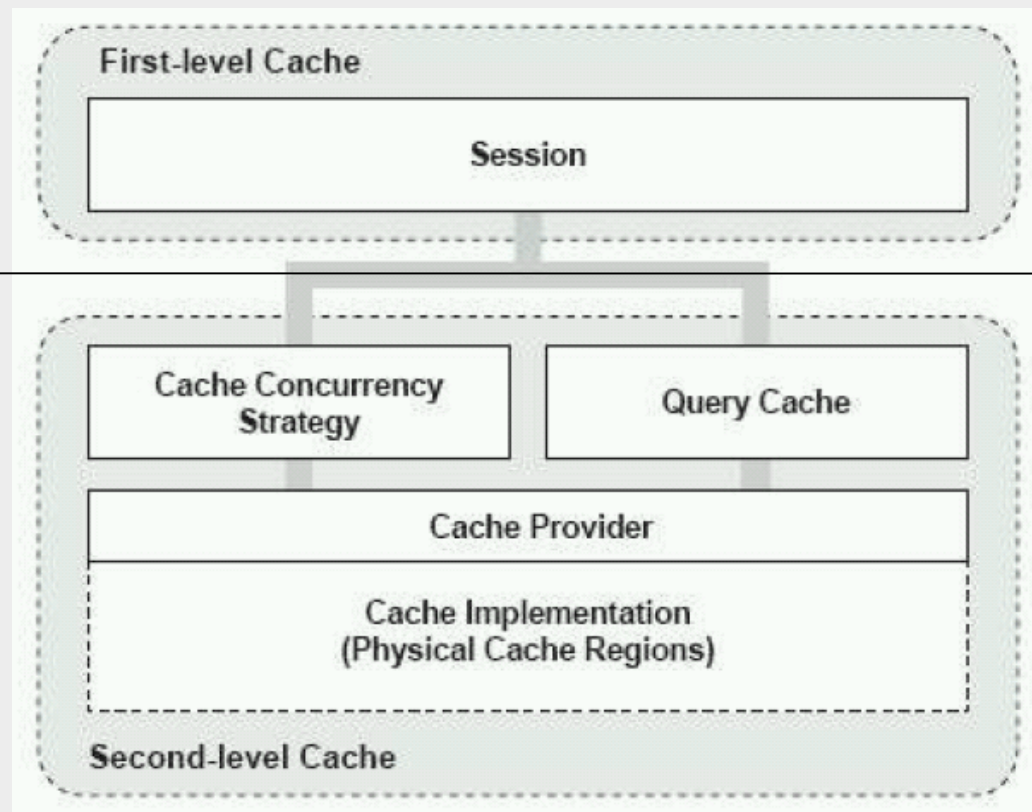 First-level Cache
Session
Cache Concurrency
Strategy
Query Cache
Cache Provider
Cache Implementation
(Physical Cache Regions)
Second-level Cache